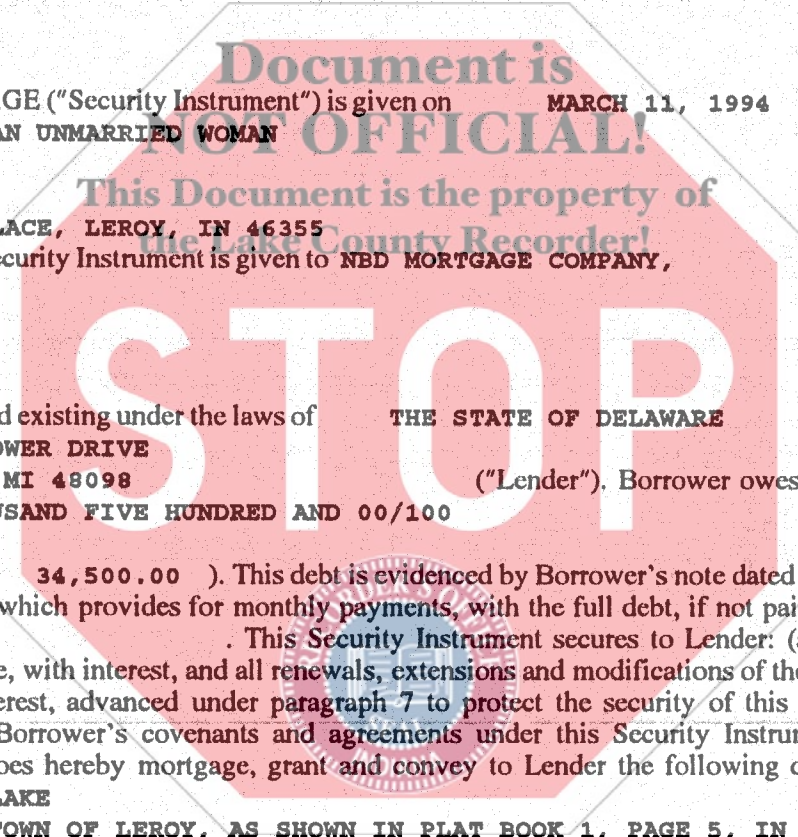 Document is
GE ("Security Instrument") is given on MARCH 11, 1994
AN UNMARRIED WOMAN
NOT OFFICIAL!
This Document is the property of
LACE, LEROY, IN 46355
the Lake County Recorder!
ecurity Instrument is given to NBD MORTGAGE COMPANY,
STOP
d existing under the laws of THE STATE OF DELAWARE
OWER DRIVE
MI 48098 ("Lender"). Borrower owes
USAND FIVE HUNDRED AND 00/100
34,500.00 ). This debt is evidenced by Borrower's note dated
which provides for monthly payments, with the full debt, if not pai
. This Security Instrument secures to Lender: (a
e, with interest, and all renewals, extensions and modifications of the
erest, advanced under paragraph 7 to protect the security of this
Borrower's covenants and agreements under this Security Instrum
oes hereby mortgage, grant and convey to Lender the following d
LAKE
TOWN OF LEROY, AS SHOWN IN PLAT BOOK 1, PAGE 5, IN